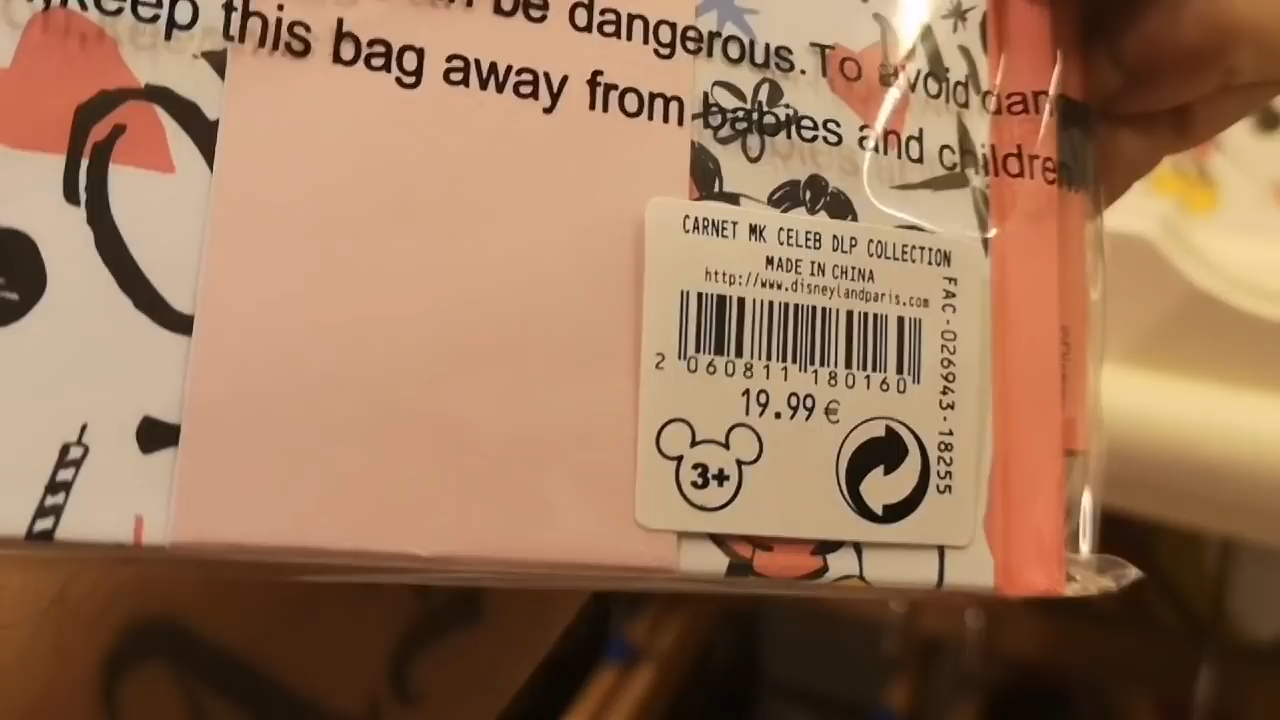 be dangerous.To avoid dan
keep this bag away from babies and children
CARNET MK CELEB DLP COLLECTION
MADE IN CHINA
http://www.disneylandparis.com
2 060811 180160
19.99 €
3+
FAC-026943-18255